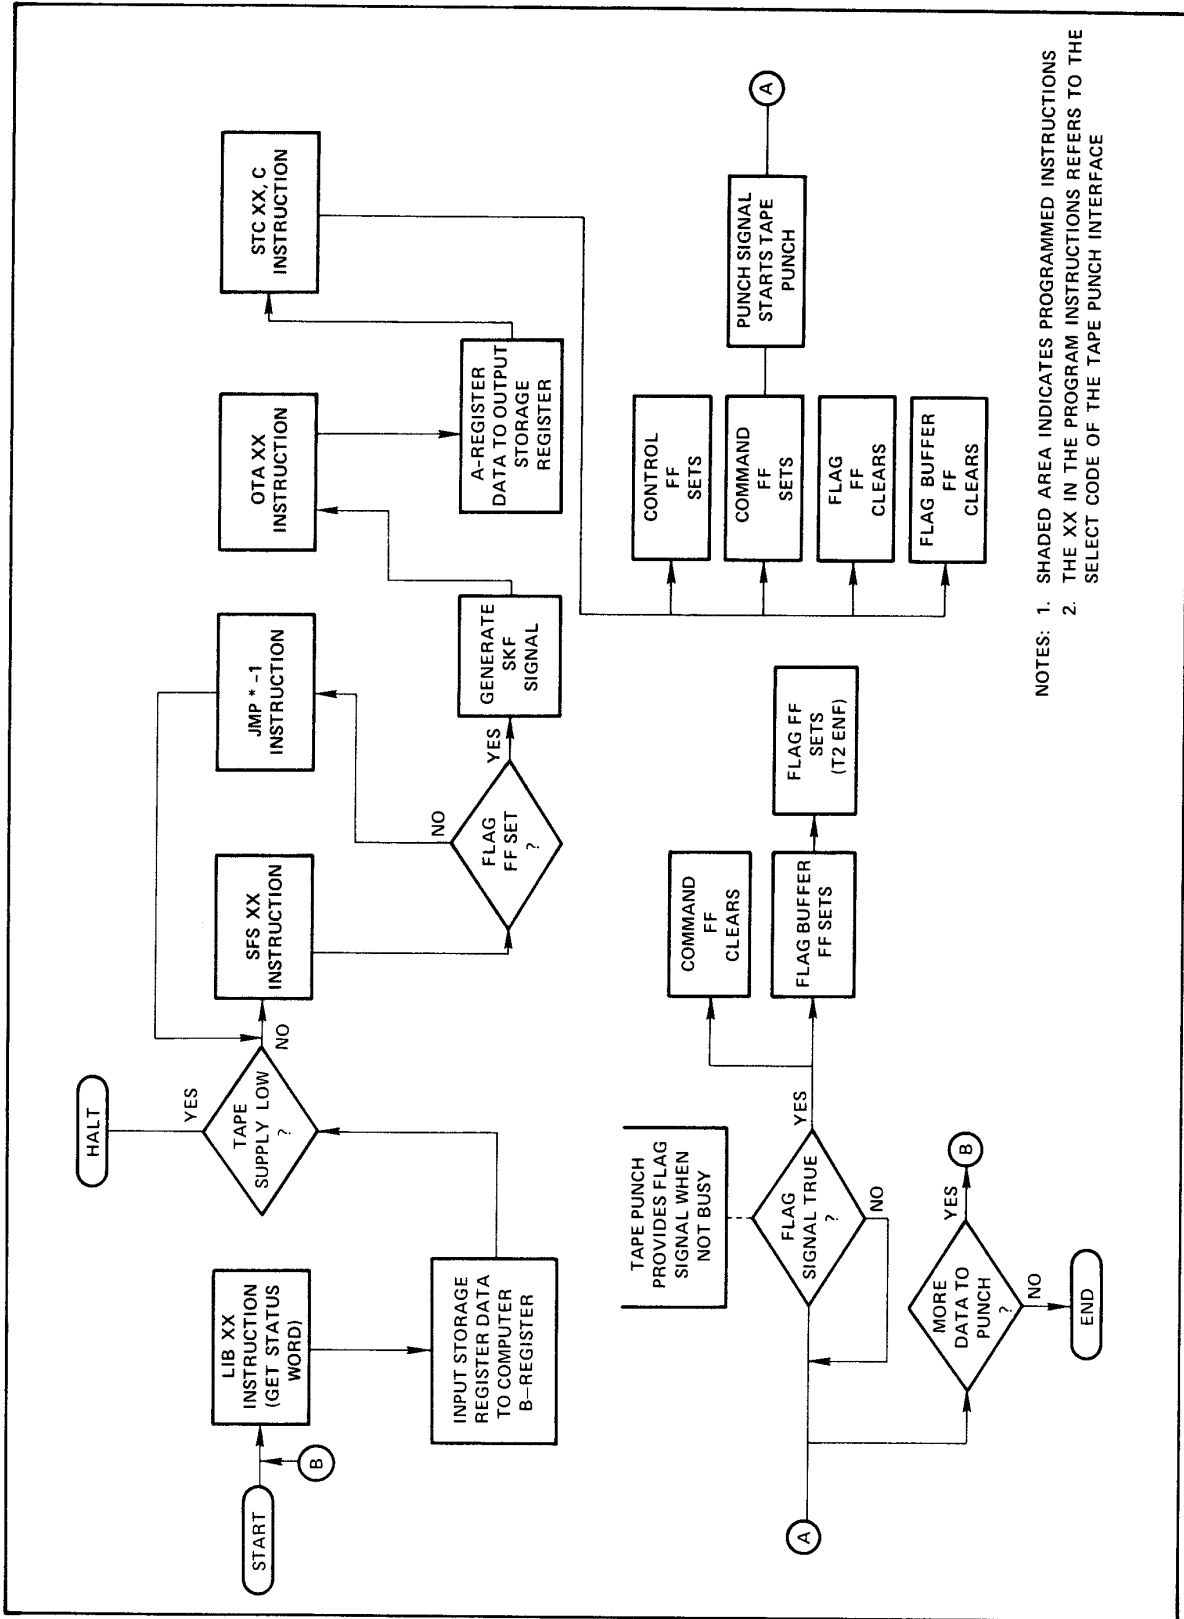 START
B
LIB XX
INSTRUCTION
(GET STATUS
WORD)
INPUT STORAGE
REGISTER DATA
TO COMPUTER
B–REGISTER
HALT
YES
TAPE
SUPPLY LOW
?
NO
SFS XX
INSTRUCTION
FLAG
FF SET
?
NO
YES
JMP * -1
INSTRUCTION
GENERATE
SKF
SIGNAL
OTA XX
INSTRUCTION
A-REGISTER
DATA TO OUTPUT
STORAGE
REGISTER
STC XX, C
INSTRUCTION
CONTROL
FF
SETS
COMMAND
FF
SETS
FLAG
FF
CLEARS
FLAG BUFFER
FF
CLEARS
PUNCH SIGNAL
STARTS TAPE
PUNCH
A
A
TAPE PUNCH
PROVIDES FLAG
SIGNAL WHEN
NOT BUSY
FLAG
SIGNAL TRUE
?
YES
NO
COMMAND
FF
CLEARS
FLAG BUFFER
FF SETS
FLAG FF
SETS
(T2 ENF)
MORE
DATA TO
PUNCH
?
YES
B
NO
END
NOTES: 1. SHADED AREA INDICATES PROGRAMMED INSTRUCTIONS
2. THE XX IN THE PROGRAM INSTRUCTIONS REFERS TO THE
SELECT CODE OF THE TAPE PUNCH INTERFACE